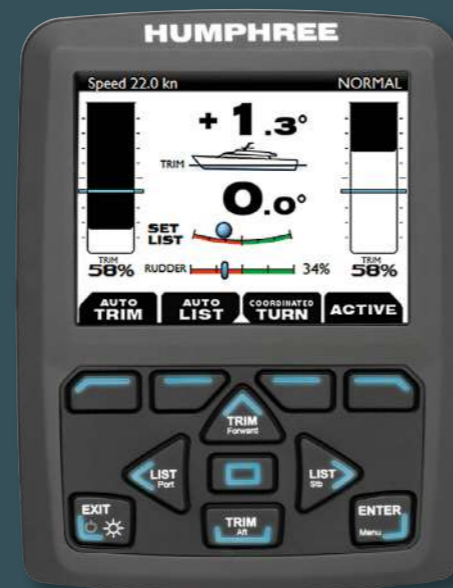 HUMPHREE
Speed 22.0 kn NORMAL
+1.3°
TRIM
0.0°
SET
LIST
TRIM
58%
RUDDER 34%
TRIM
58%
AUTO
TRIM
AUTO
LIST
COORDINATED
TURN
ACTIVE
TRIM
Forward
LIST
Port
LIST
Stb
EXIT
TRIM
Aft
ENTER
Menu